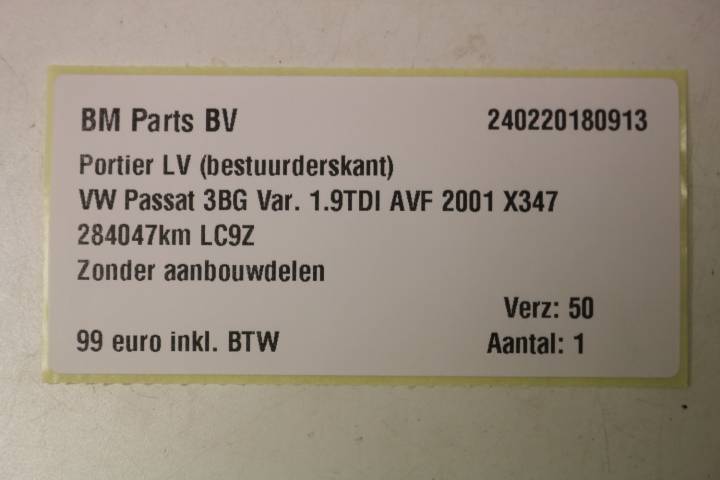 BM Parts BV 240220180913
Portier LV (bestuurderskant)
VW Passat 3BG Var. 1.9TDI AVF 2001 X347
284047km LC9Z
Zonder aanbouwdelen
Verz: 50
99 euro inkl. BTW Aantal: 1